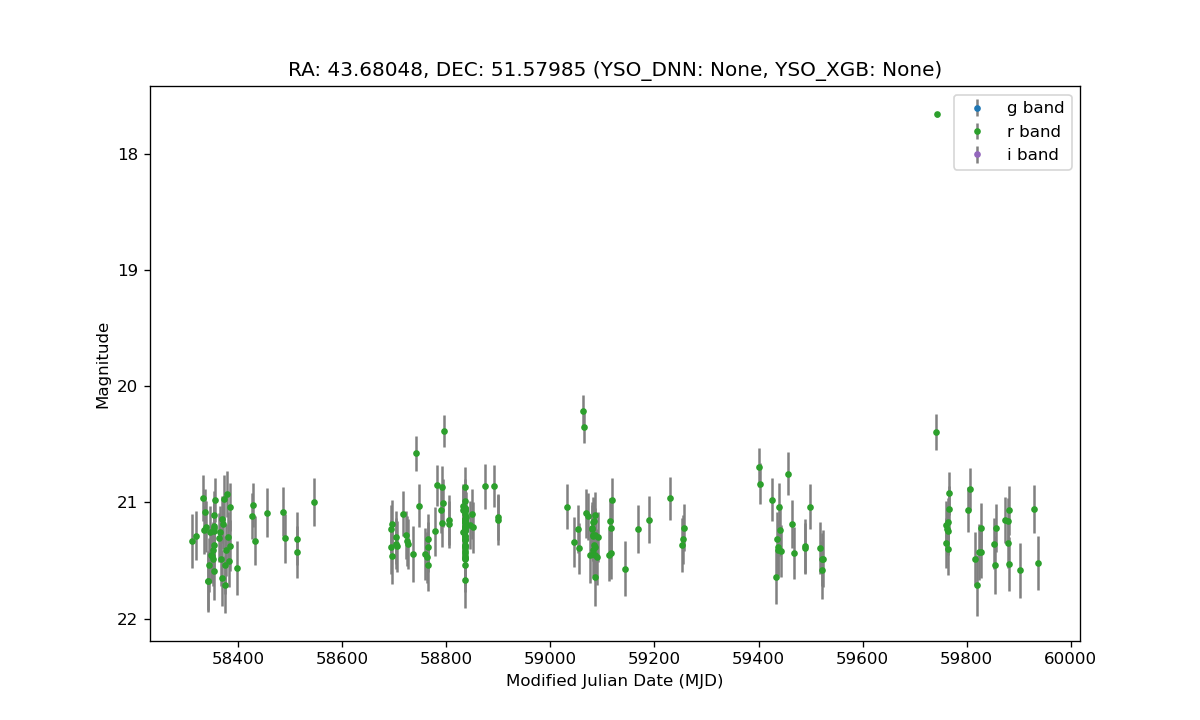 RA: 43.68048, DEC: 51.57985 (YSO_DNN: None, YSO_XGB: None)
g band
r band
i band
18
19
20
21
22
Magnitude
58400 58600 58800 59000 59200 59400 59600 59800 60000
Modified Julian Date (MJD)